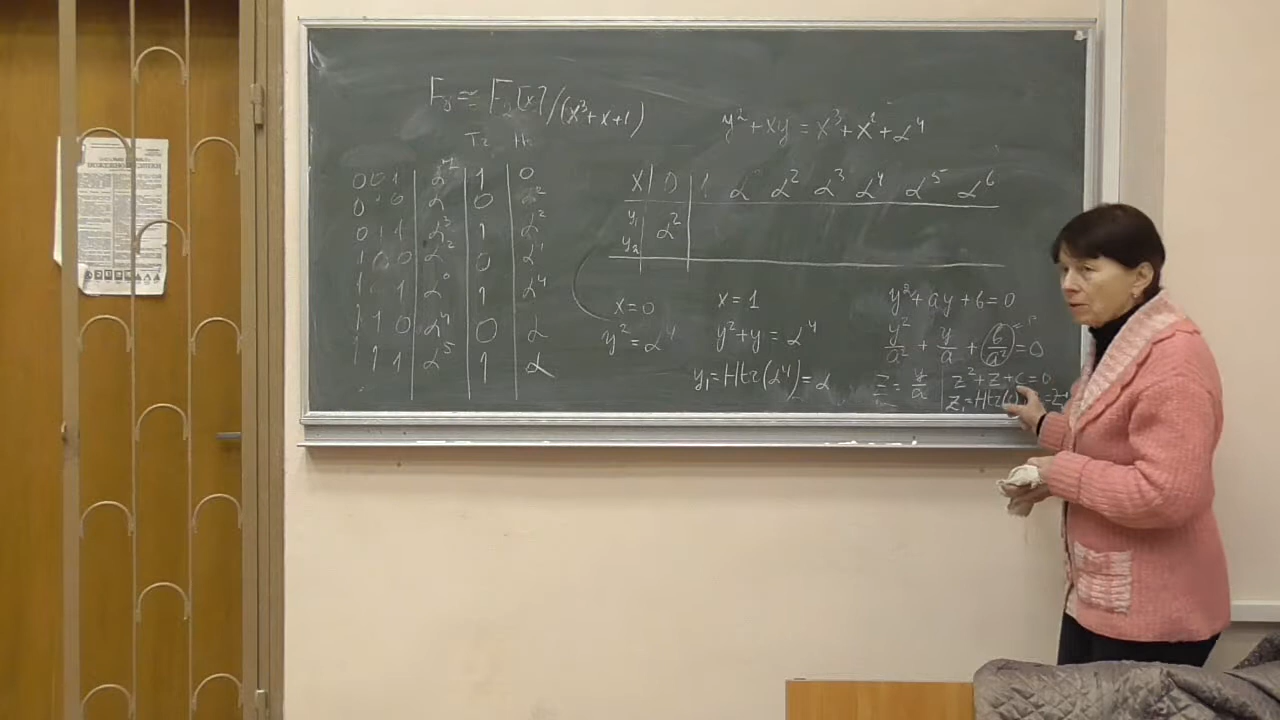 F₈ ≃ F₂[x]/(x³+x+1)
Tr Htr
0 0 1 1 0
0 0 α 0 α²
0 1 1 α³ 1 α²
1 0 0 α² 0
1 0 1 1 α⁴
1 1 0 α⁴ 0 α
1 1 1 α⁵ 1 α
y² + xy = x³ + x² + α⁴
x 0 1 α α² α³ α⁴ α⁵ α⁶
y₁ α²
y₂
x = 0
y² = α⁴
x = 1
y² + y = α⁴
y₁ = Htr(α⁴) = α
y² + ay + b = 0
y²/a² + y/a + (b/a²) = 0
z = y/a
z² + z + c = 0
z₁ = Htr(c)